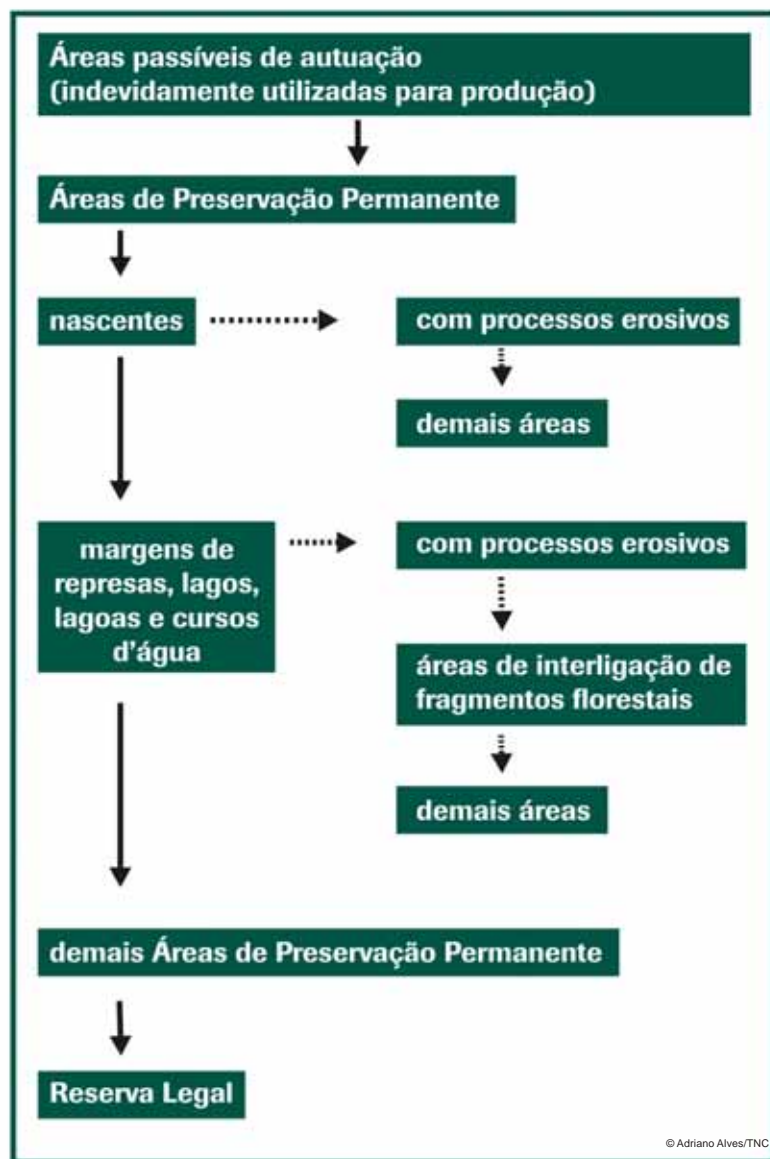 Áreas passíveis de autuação
(indevidamente utilizadas para produção)
Áreas de Preservação Permanente
nascentes
com processos erosivos
demais áreas
margens de
represas, lagos,
lagoas e cursos
d'água
com processos erosivos
áreas de interligação de
fragmentos florestais
demais áreas
demais Áreas de Preservação Permanente
Reserva Legal
© Adriano Alves/TNC